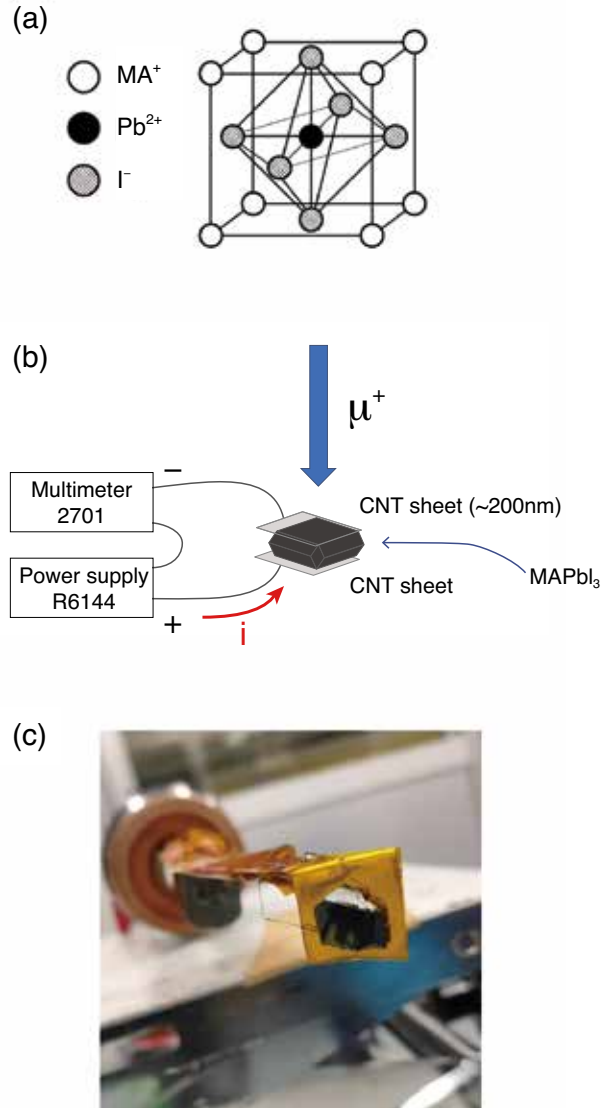 (a)
MA⁺
Pb²⁺
I⁻
(b)
μ⁺
−
Multimeter
2701
CNT sheet (~200nm)
Power supply
R6144
CNT sheet
MAPbI₃
+
i
(c)